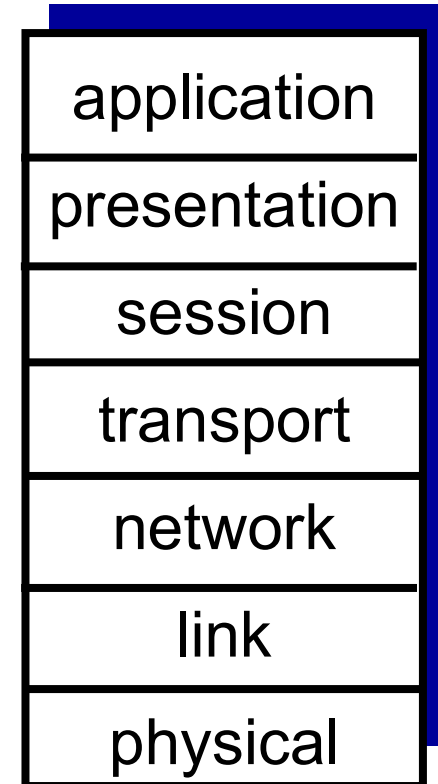 application
presentation
session
transport
network
link
physical